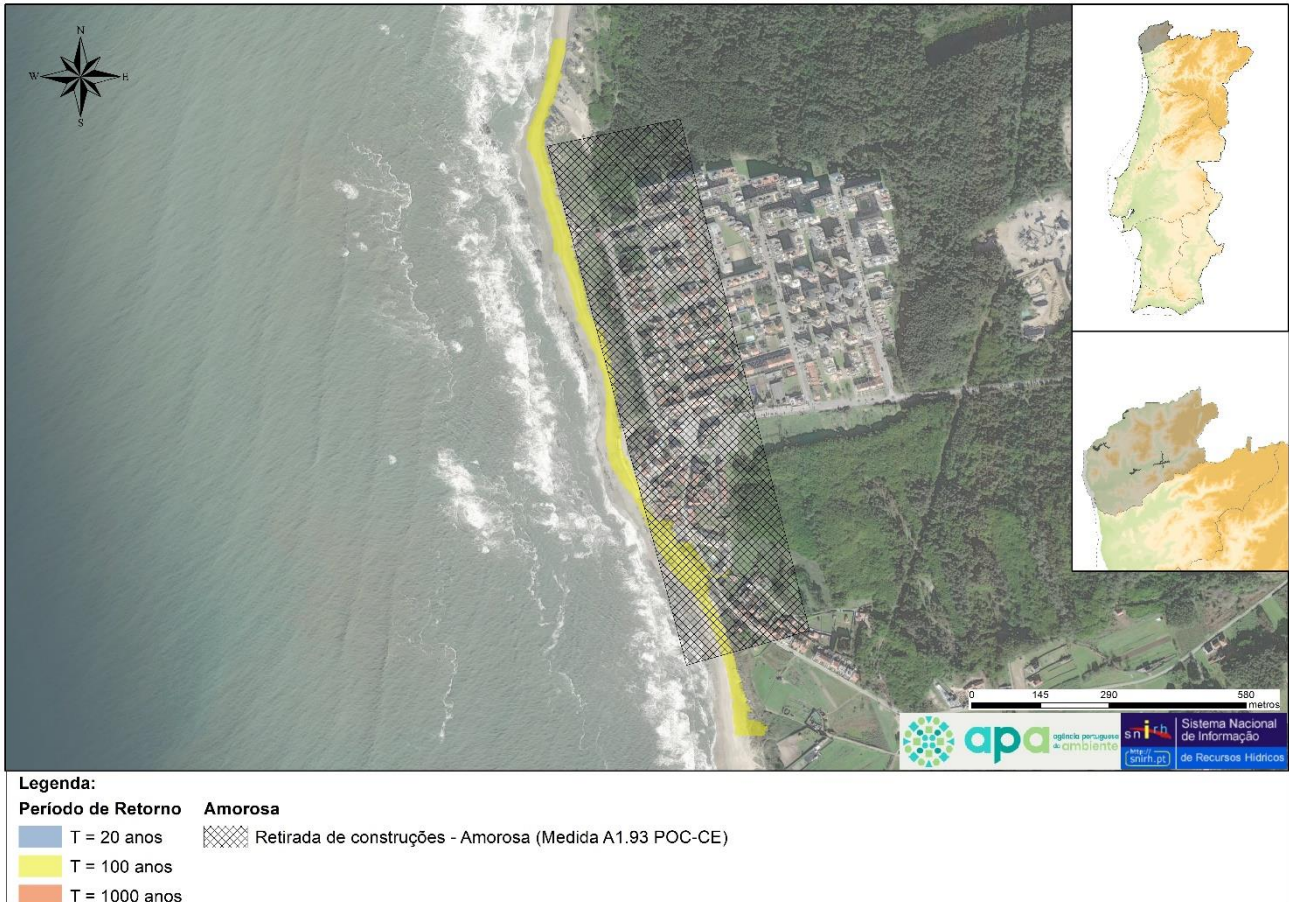 N
W E
S
0 145 290 580
metros
apa agência portuguesa
do ambiente
snirh Sistema Nacional
de Informação
http://
snirh.pt de Recursos Hídricos
Legenda:
Período de Retorno Amorosa
T = 20 anos Retirada de construções - Amorosa (Medida A1.93 POC-CE)
T = 100 anos
T = 1000 anos